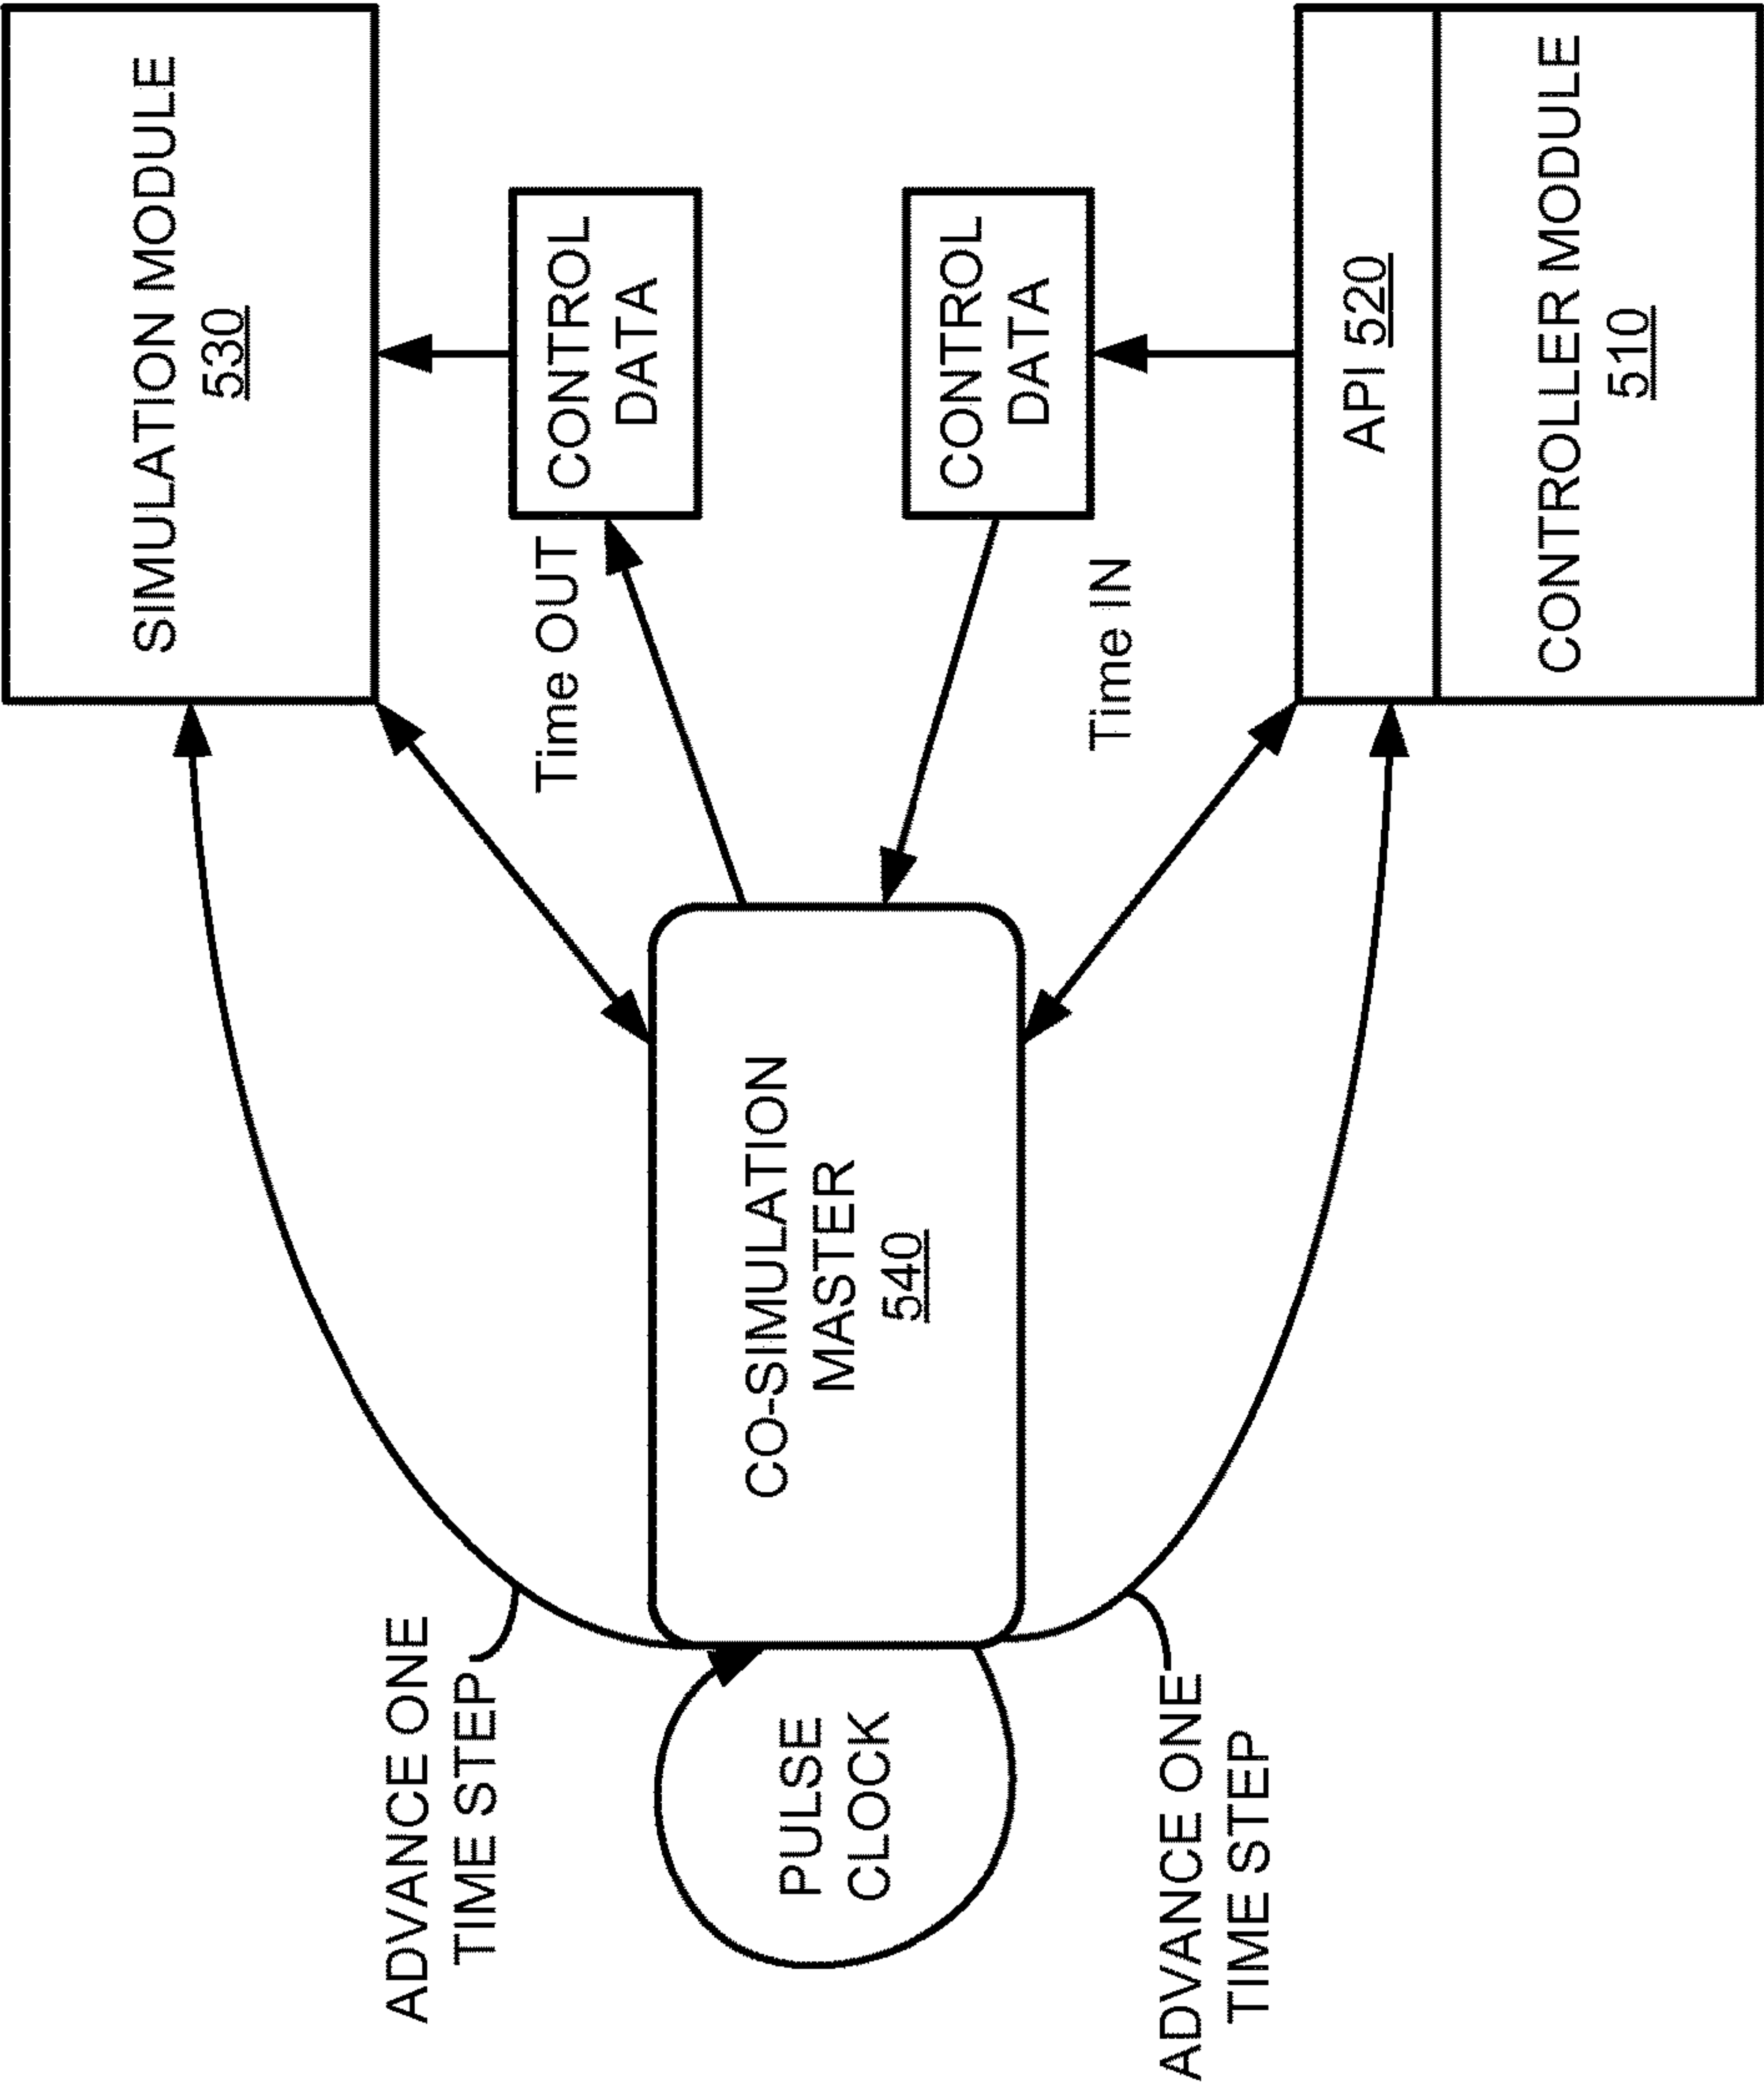 SIMULATION MODULE
530
CONTROL
DATA
Time OUT
CONTROL
DATA
Time IN
API 520
CONTROLLER MODULE
510
CO-SIMULATION
MASTER
540
ADVANCE ONE
TIME STEP
PULSE
CLOCK
ADVANCE ONE
TIME STEP